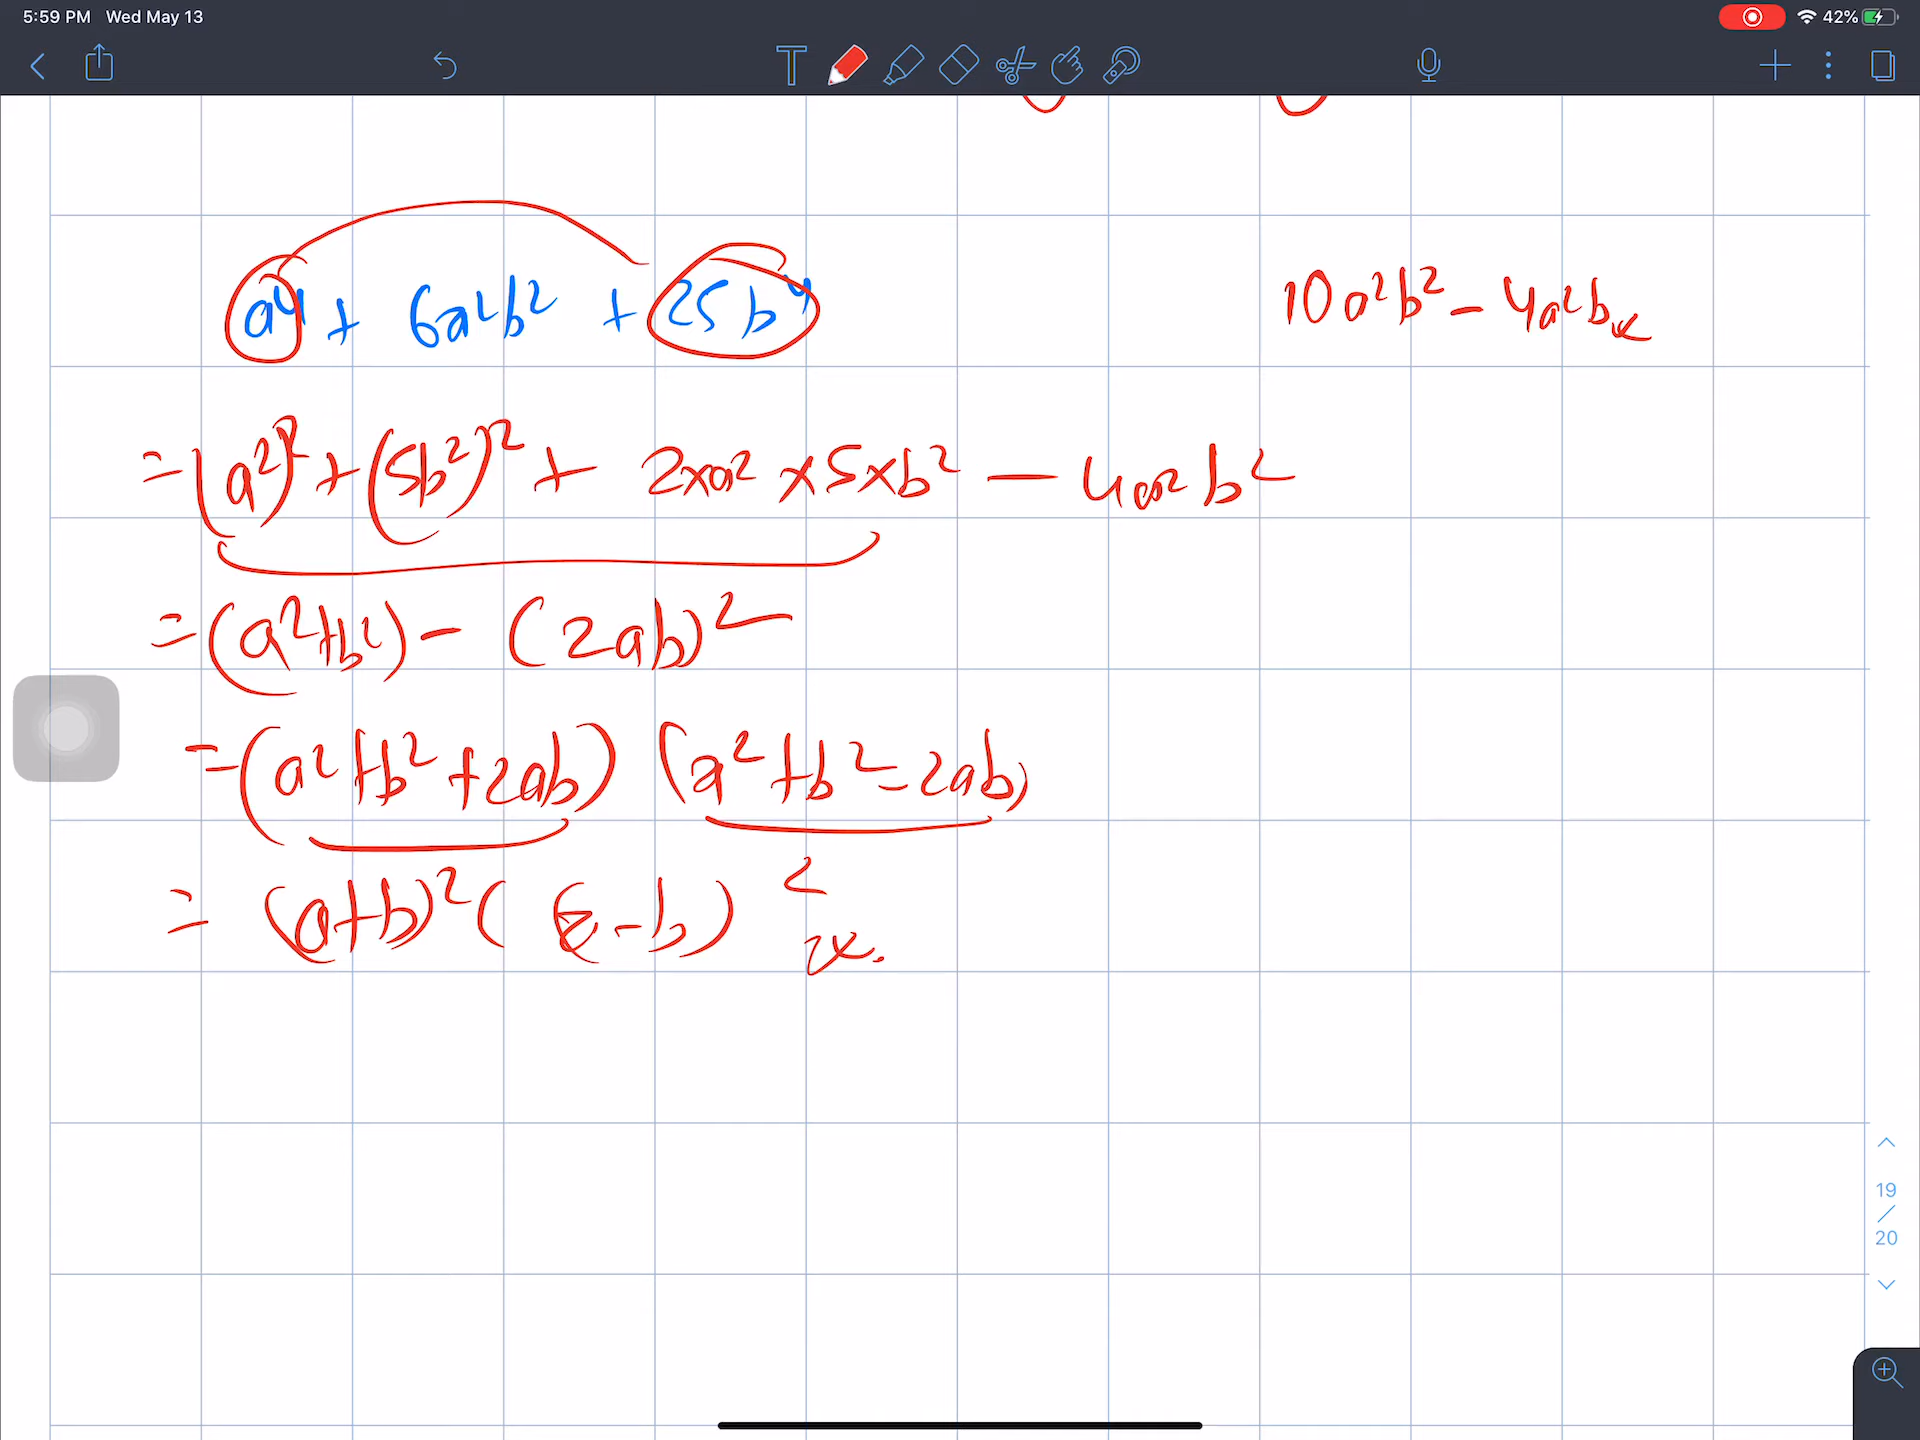 5:59 PM Wed May 13
42%
a⁴ + 6a²b² + 25b⁴
10a²b² - 4a²b
= (a²)² + (5b²)² + 2×a² ×5×b² - 4a²b²
= (a²+b²) - (2ab)²
= (a²+b²+2ab) (a²+b²-2ab)
= (a+b)² ( -b) ²
19
/
20